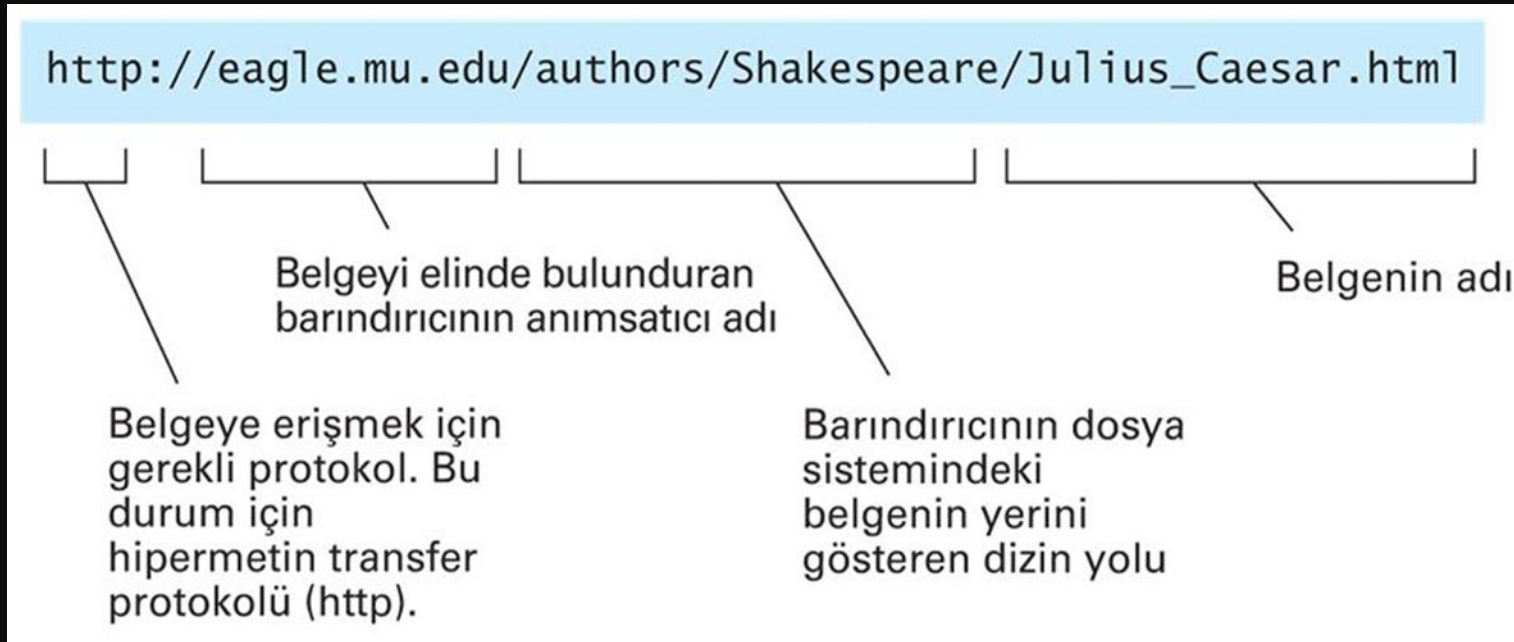 http://eagle.mu.edu/authors/Shakespeare/Julius_Caesar.html
Belgeyi elinde bulunduran
barındırıcının anımsatıcı adı
Belgenin adı
Belgeye erişmek için
gerekli protokol. Bu
durum için
hipermetin transfer
protokolü (http).
Barındırıcının dosya
sistemindeki
belgenin yerini
gösteren dizin yolu